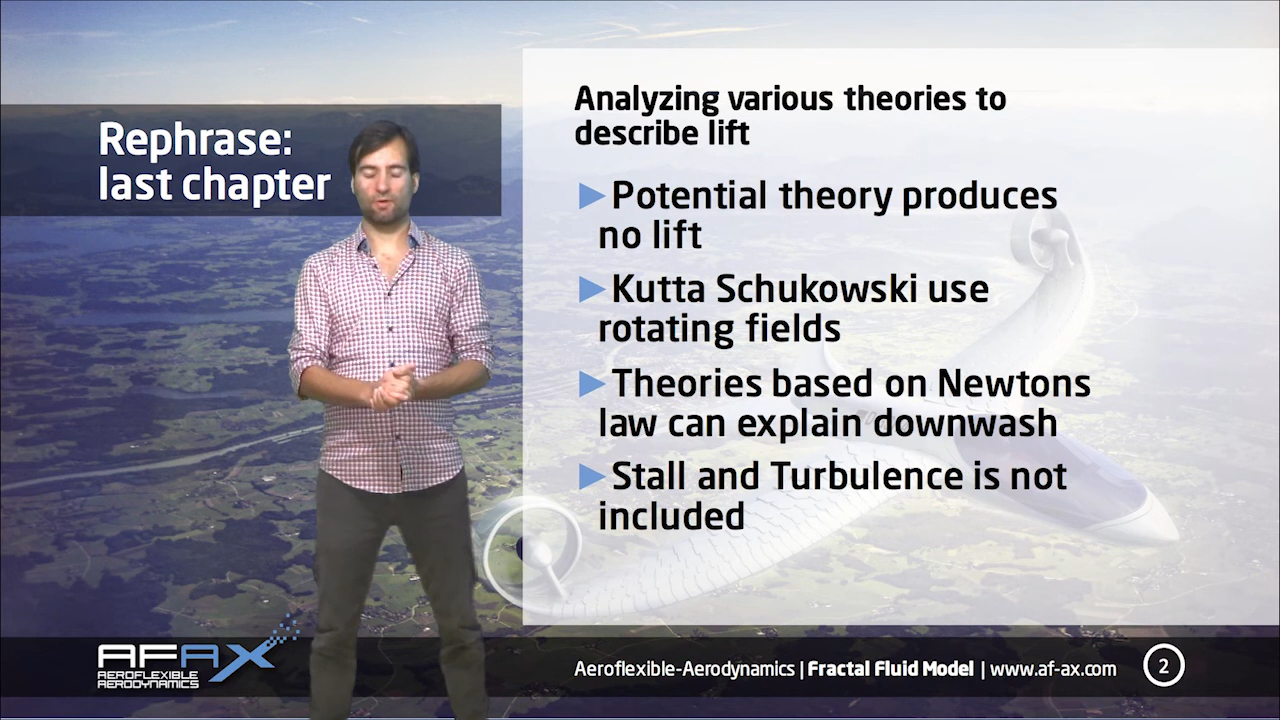 Rephrase:
last chapter
Analyzing various theories to
describe lift
►Potential theory produces
no lift
►Kutta Schukowski use
rotating fields
►Theories based on Newtons
law can explain downwash
►Stall and Turbulence is not
included
AFAX
AEROFLEXIBLE
AERODYNAMICS
Aeroflexible-Aerodynamics | Fractal Fluid Model | www.af-ax.com
2